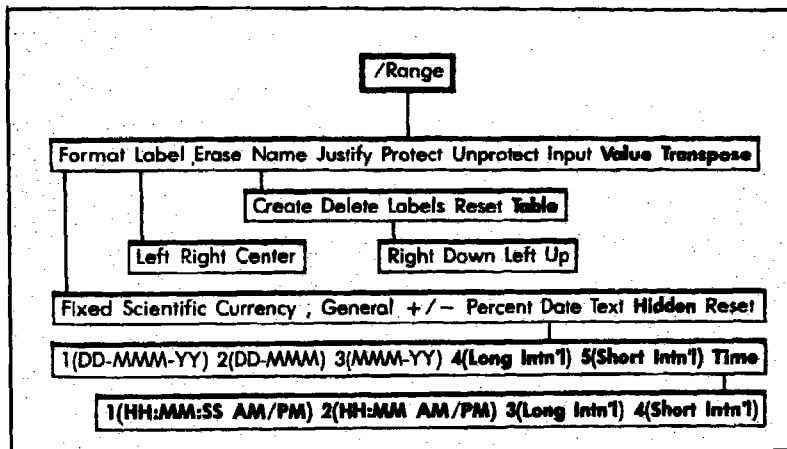 /Range
Format Label Erase Name Justify Protect Unprotect Input Value Transpose
Create Delete Labels Reset Table
Left Right Center
Right Down Left Up
Fixed Scientific Currency , General +/− Percent Date Text Hidden Reset
1(DD-MMM-YY) 2(DD-MMM) 3(MMM-YY) 4(Long Intn'l) 5(Short Intn'l) Time
1(HH:MM:SS AM/PM) 2(HH:MM AM/PM) 3(Long Intn'l) 4(Short Intn'l)